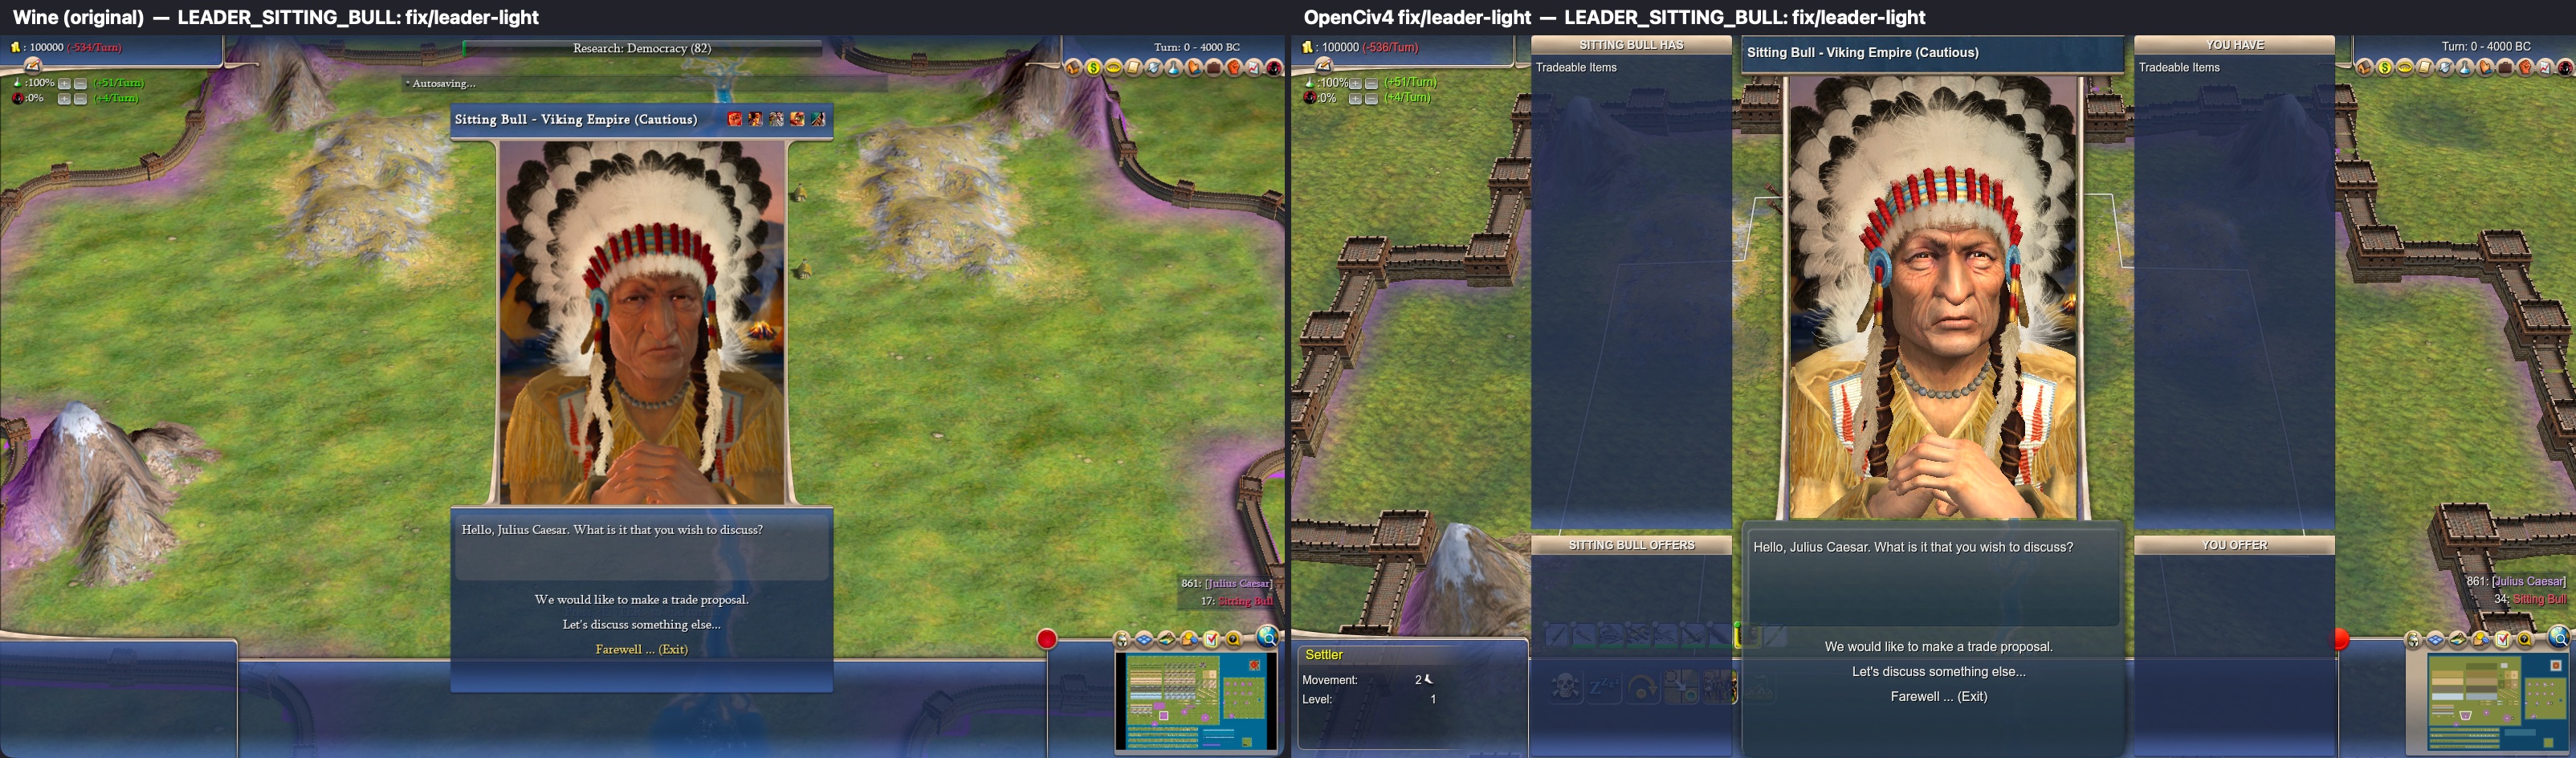 Wine (original) — LEADER_SITTING_BULL: fix/leader-light
: 100000 (-534/Turn)
Research: Democracy (82)
Turn: 0 - 4000 BC
:100% (+51/Turn)
:0% (+4/Turn)
* Autosaving...
Sitting Bull - Viking Empire (Cautious)
Hello, Julius Caesar. What is it that you wish to discuss?
We would like to make a trade proposal.
Let's discuss something else...
Farewell ... (Exit)
861: [Julius Caesar]
17: Sitting Bull
OpenCiv4 fix/leader-light — LEADER_SITTING_BULL: fix/leader-light
: 100000 (-536/Turn)
SITTING BULL HAS
Sitting Bull - Viking Empire (Cautious)
YOU HAVE
Turn: 0 - 4000 BC
Tradeable Items
Tradeable Items
:100% (+51/Turn)
:0% (+4/Turn)
SITTING BULL OFFERS
YOU OFFER
Hello, Julius Caesar. What is it that you wish to discuss?
861: [Julius Caesar]
34: Sitting Bull
We would like to make a trade proposal.
Let's discuss something else...
Farewell ... (Exit)
Settler
Movement: 2
Level: 1